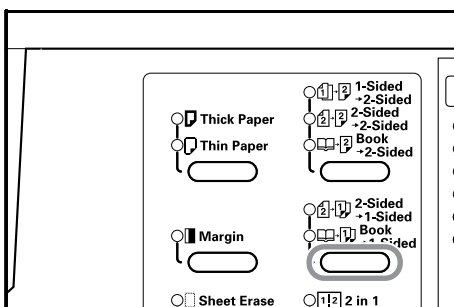 Thick Paper
Thin Paper
1-Sided
→2-Sided
2-Sided
→2-Sided
Book
→2-Sided
Margin
2-Sided
→1-Sided
Book
→1-Sided
Sheet Erase
2 in 1